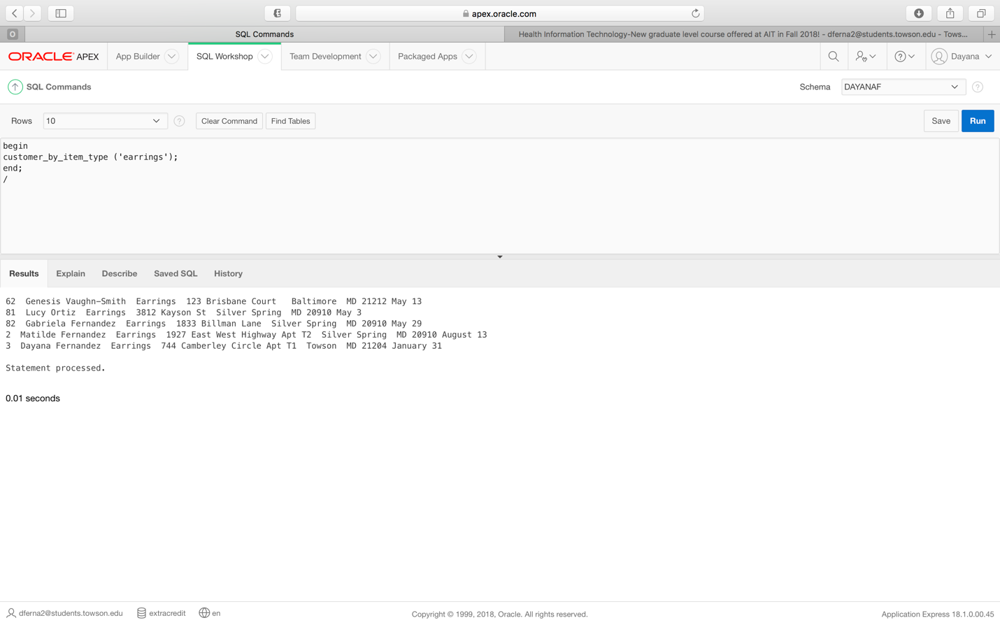 apex.oracle.com
O
SQL Commands
Health Information Technology-New graduate level course offered at AIT in Fall 2018! - dferna2@students.towson.edu - Tows...
ORACLE APEX
App Builder
SQL Workshop
Team Development
Packaged Apps
Dayana
SQL Commands
Schema
DAYANAF
Rows
10
Clear Command
Find Tables
Save
Run
begin
customer_by_item_type ('earrings');
end;
/
Results
Explain
Describe
Saved SQL
History
62 Genesis Vaughn-Smith Earrings 123 Brisbane Court Baltimore MD 21212 May 13
81 Lucy Ortiz Earrings 3812 Kayson St Silver Spring MD 20910 May 3
82 Gabriela Fernandez Earrings 1833 Billman Lane Silver Spring MD 20910 May 29
2 Matilde Fernandez Earrings 1927 East West Highway Apt T2 Silver Spring MD 20910 August 13
3 Dayana Fernandez Earrings 744 Camberley Circle Apt T1 Towson MD 21204 January 31
Statement processed.
0.01 seconds
dferna2@students.towson.edu
extracredit
en
Copyright © 1999, 2018, Oracle. All rights reserved.
Application Express 18.1.0.00.45